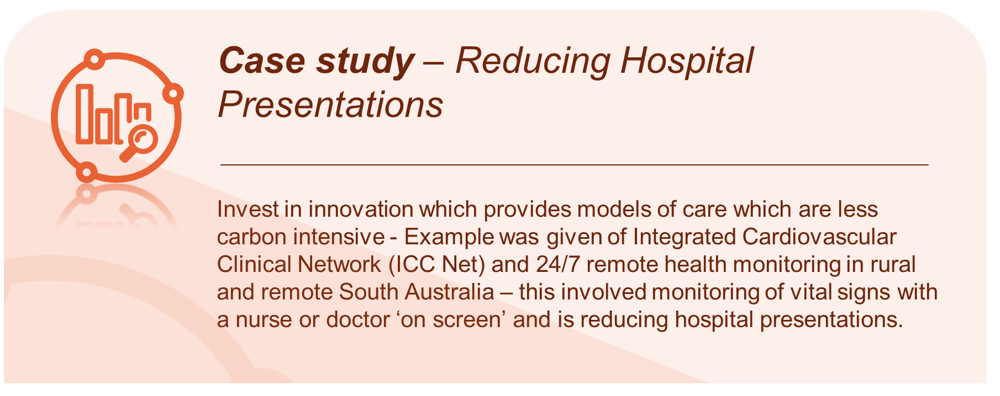 Case study – Reducing Hospital
Presentations
Invest in innovation which provides models of care which are less
carbon intensive - Example was given of Integrated Cardiovascular
Clinical Network (ICC Net) and 24/7 remote health monitoring in rural
and remote South Australia – this involved monitoring of vital signs with
a nurse or doctor ‘on screen’ and is reducing hospital presentations.